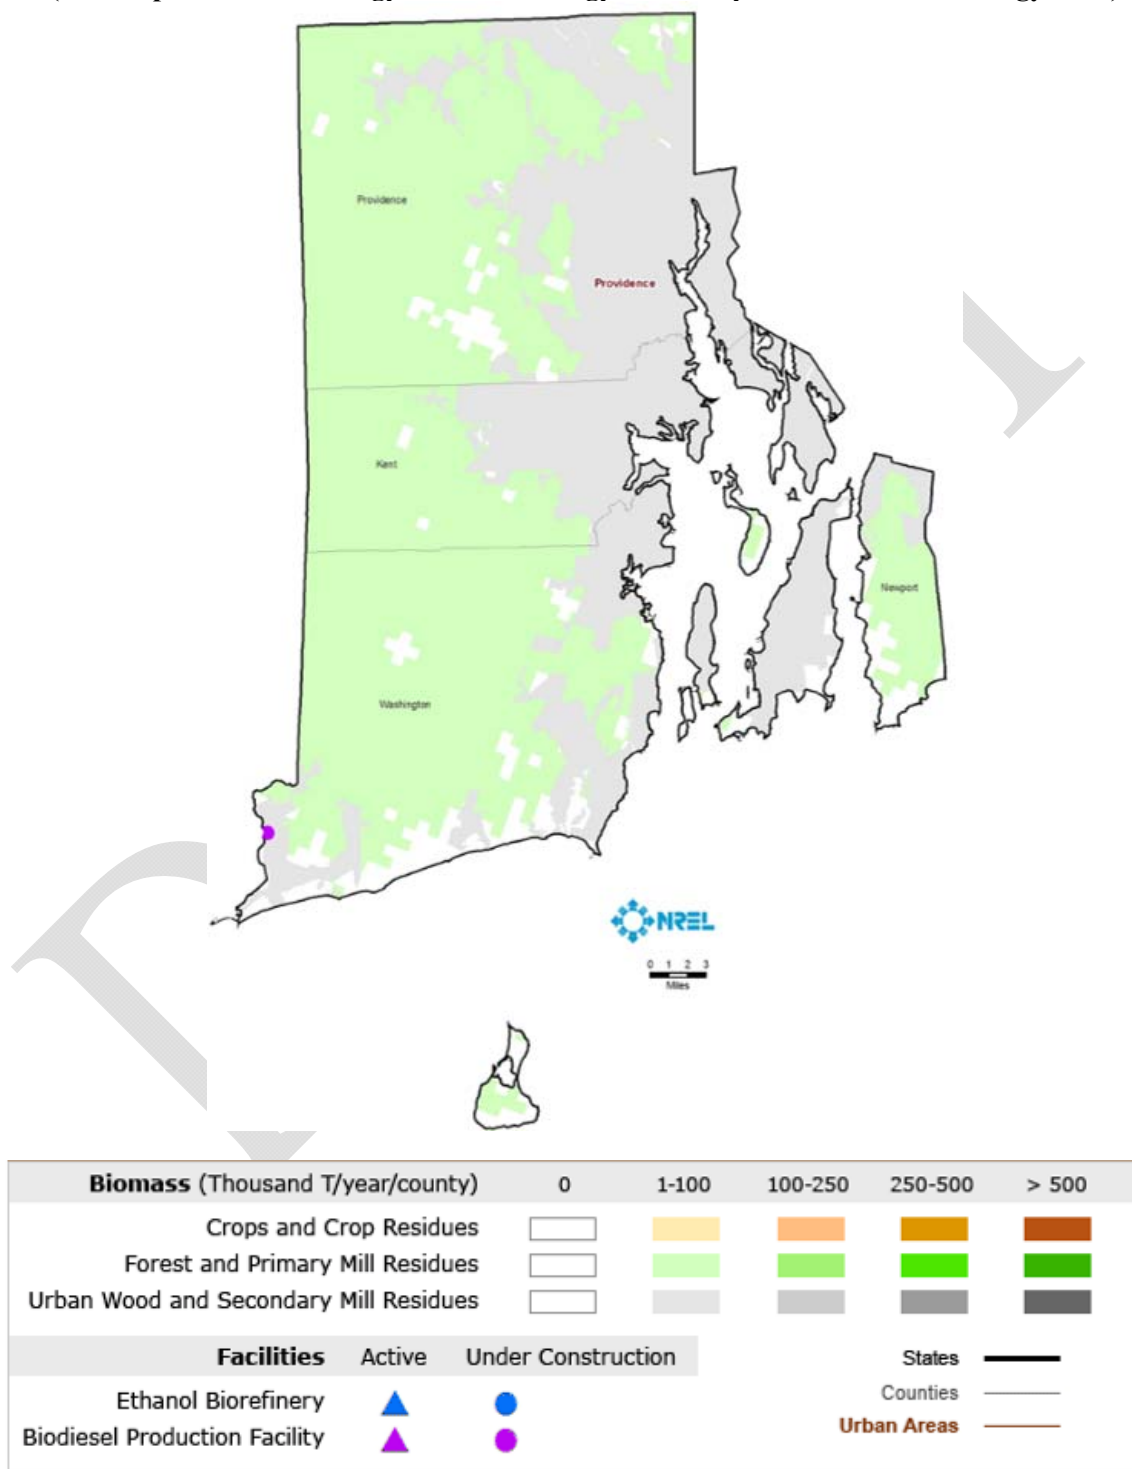 Providence
Providence
Kent
Newport
Washington
NREL
0 1 2 3
Miles
Biomass (Thousand T/year/county) 0 1-100 100-250 250-500 > 500
Crops and Crop Residues
Forest and Primary Mill Residues
Urban Wood and Secondary Mill Residues
Facilities Active Under Construction
Ethanol Biorefinery
Biodiesel Production Facility
States
Counties
Urban Areas